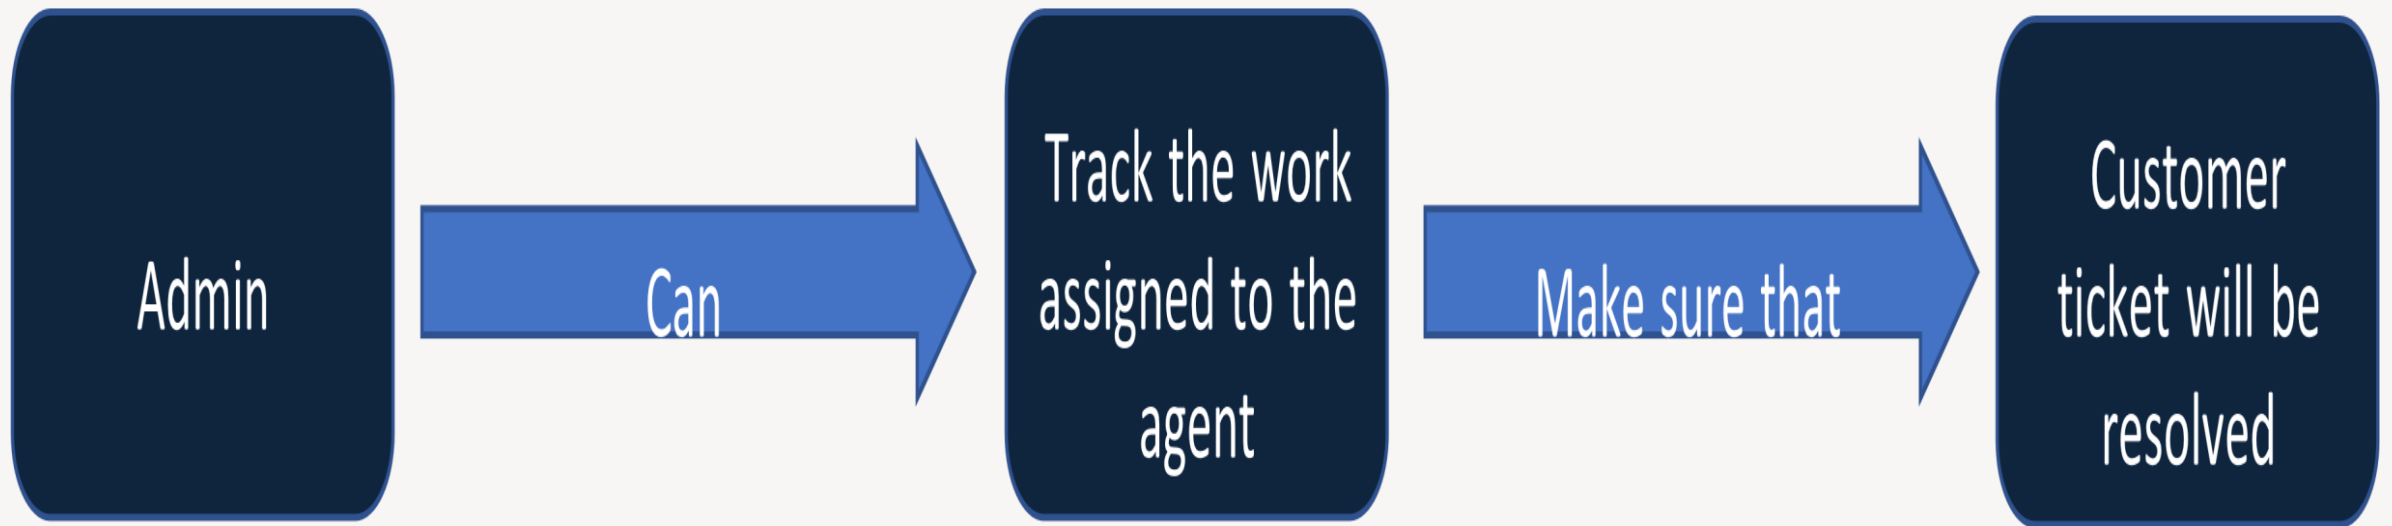 Admin
Can
Track the work
assigned to the
agent
Make sure that
Customer
ticket will be
resolved